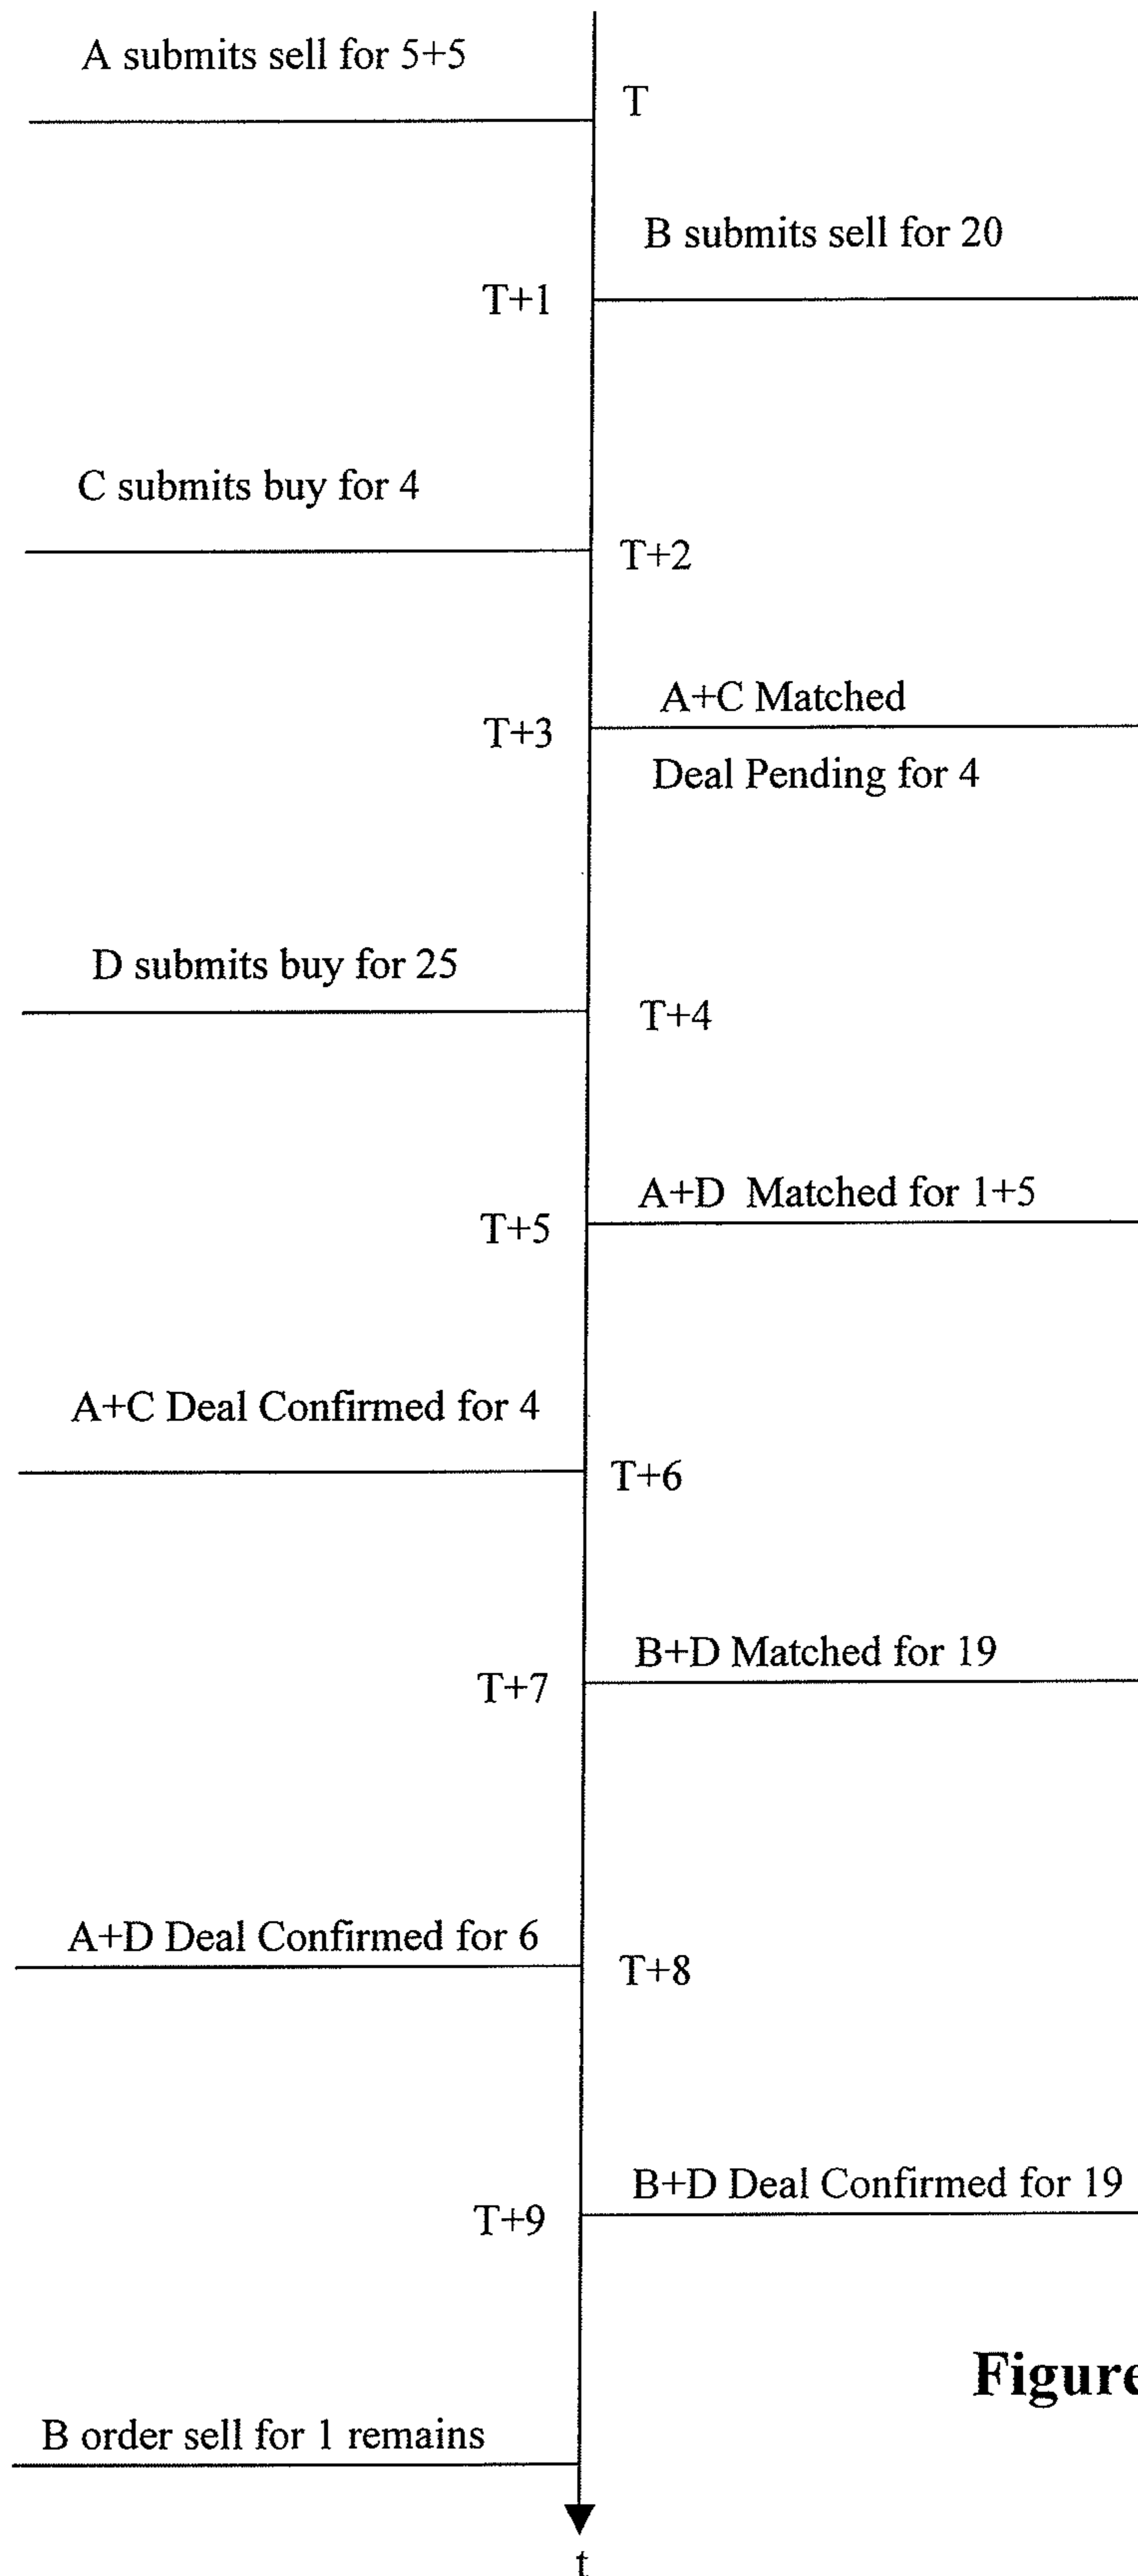 A submits sell for 5+5
T
B submits sell for 20
T+1
C submits buy for 4
T+2
A+C Matched
T+3
Deal Pending for 4
D submits buy for 25
T+4
A+D Matched for 1+5
T+5
A+C Deal Confirmed for 4
T+6
B+D Matched for 19
T+7
A+D Deal Confirmed for 6
T+8
B+D Deal Confirmed for 19
T+9
Figure
B order sell for 1 remains
t